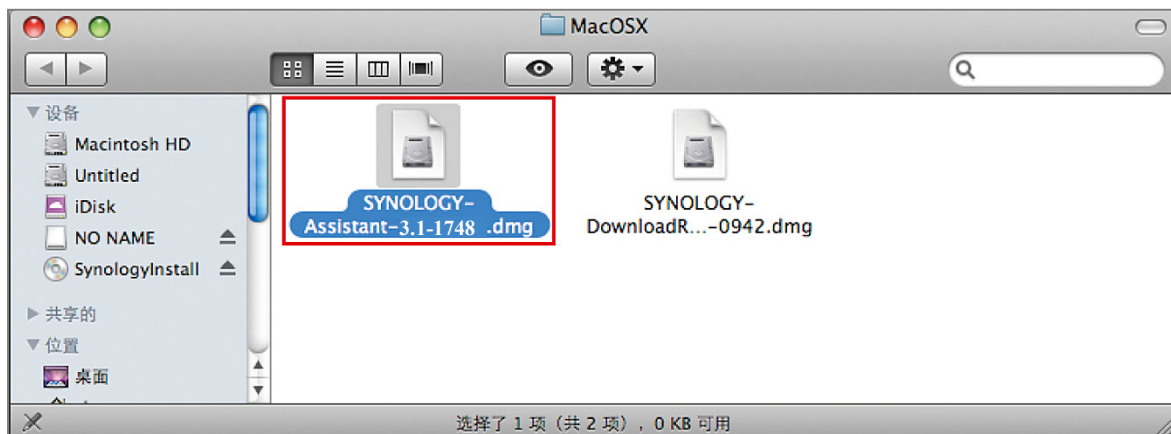 MacOSX
设备
Macintosh HD
Untitled
iDisk
NO NAME
SynologyInstall
共享的
位置
桌面
SYNOLOGY-
Assistant-3.1-1748 .dmg
SYNOLOGY-
DownloadR...-0942.dmg
选择了 1 项（共 2 项）, 0 KB 可用